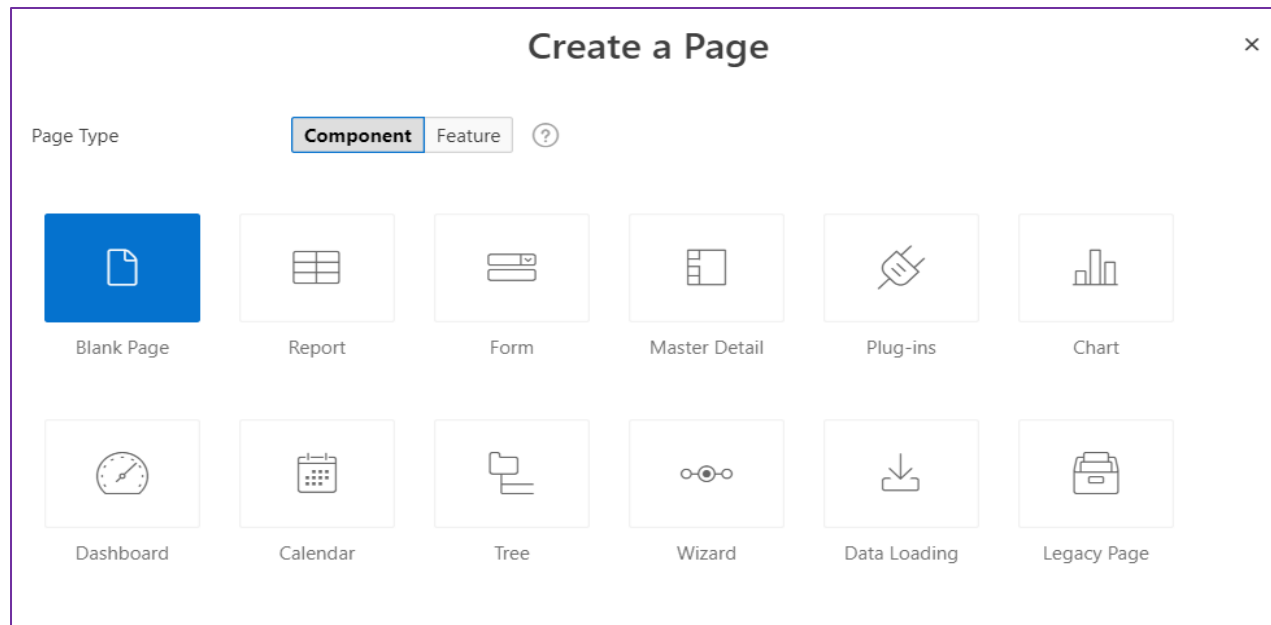 Create a Page
Page Type
Component Feature
Blank Page Report Form Master Detail Plug-ins Chart
Dashboard Calendar Tree Wizard Data Loading Legacy Page